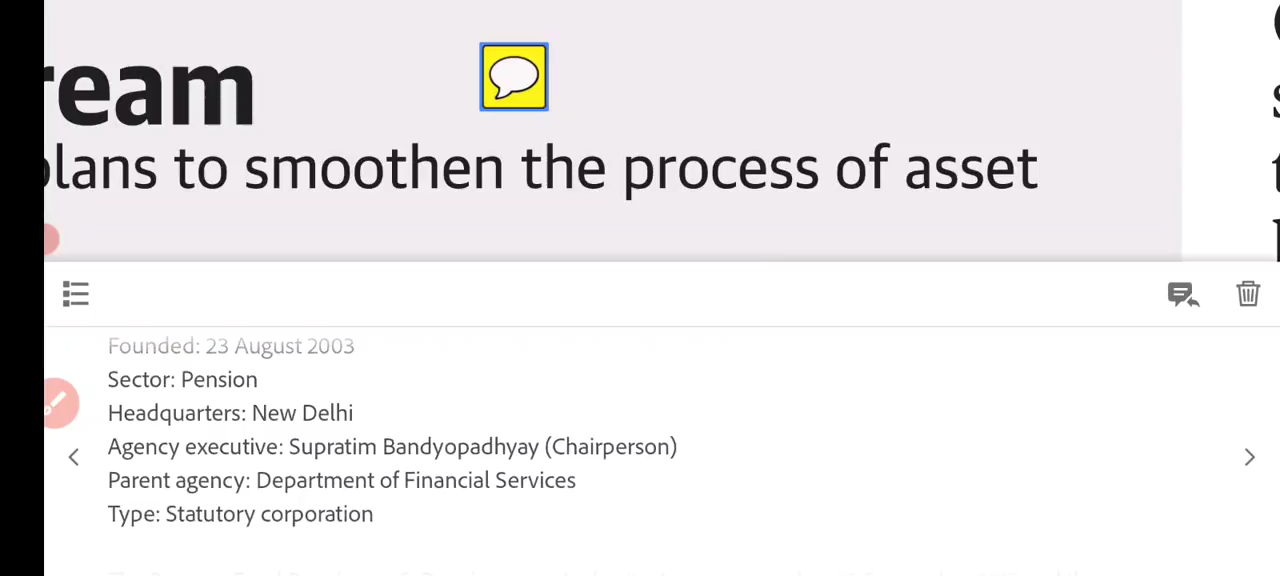 ream
plans to smoothen the process of asset
Founded: 23 August 2003
Sector: Pension
Headquarters: New Delhi
Agency executive: Supratim Bandyopadhyay (Chairperson)
Parent agency: Department of Financial Services
Type: Statutory corporation